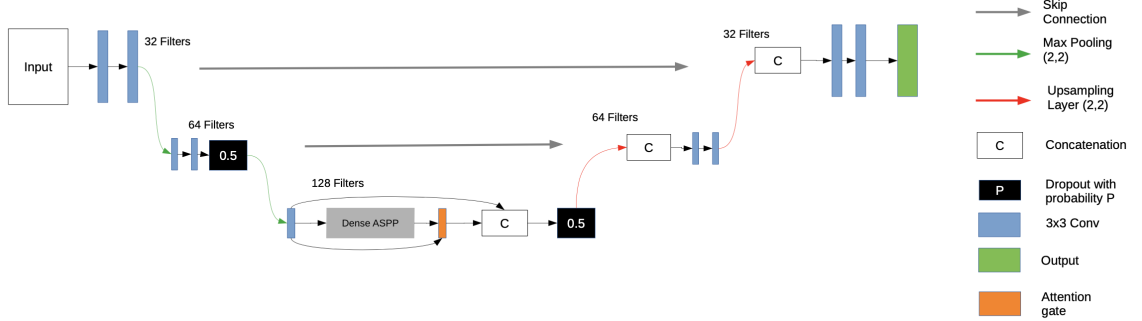 Input
32 Filters
64 Filters
0.5
128 Filters
Dense ASPP
C
0.5
64 Filters
C
32 Filters
C
Skip
Connection
Max Pooling
(2,2)
Upsampling
Layer (2,2)
C
Concatenation
P
Dropout with
probability P
3x3 Conv
Output
Attention
gate